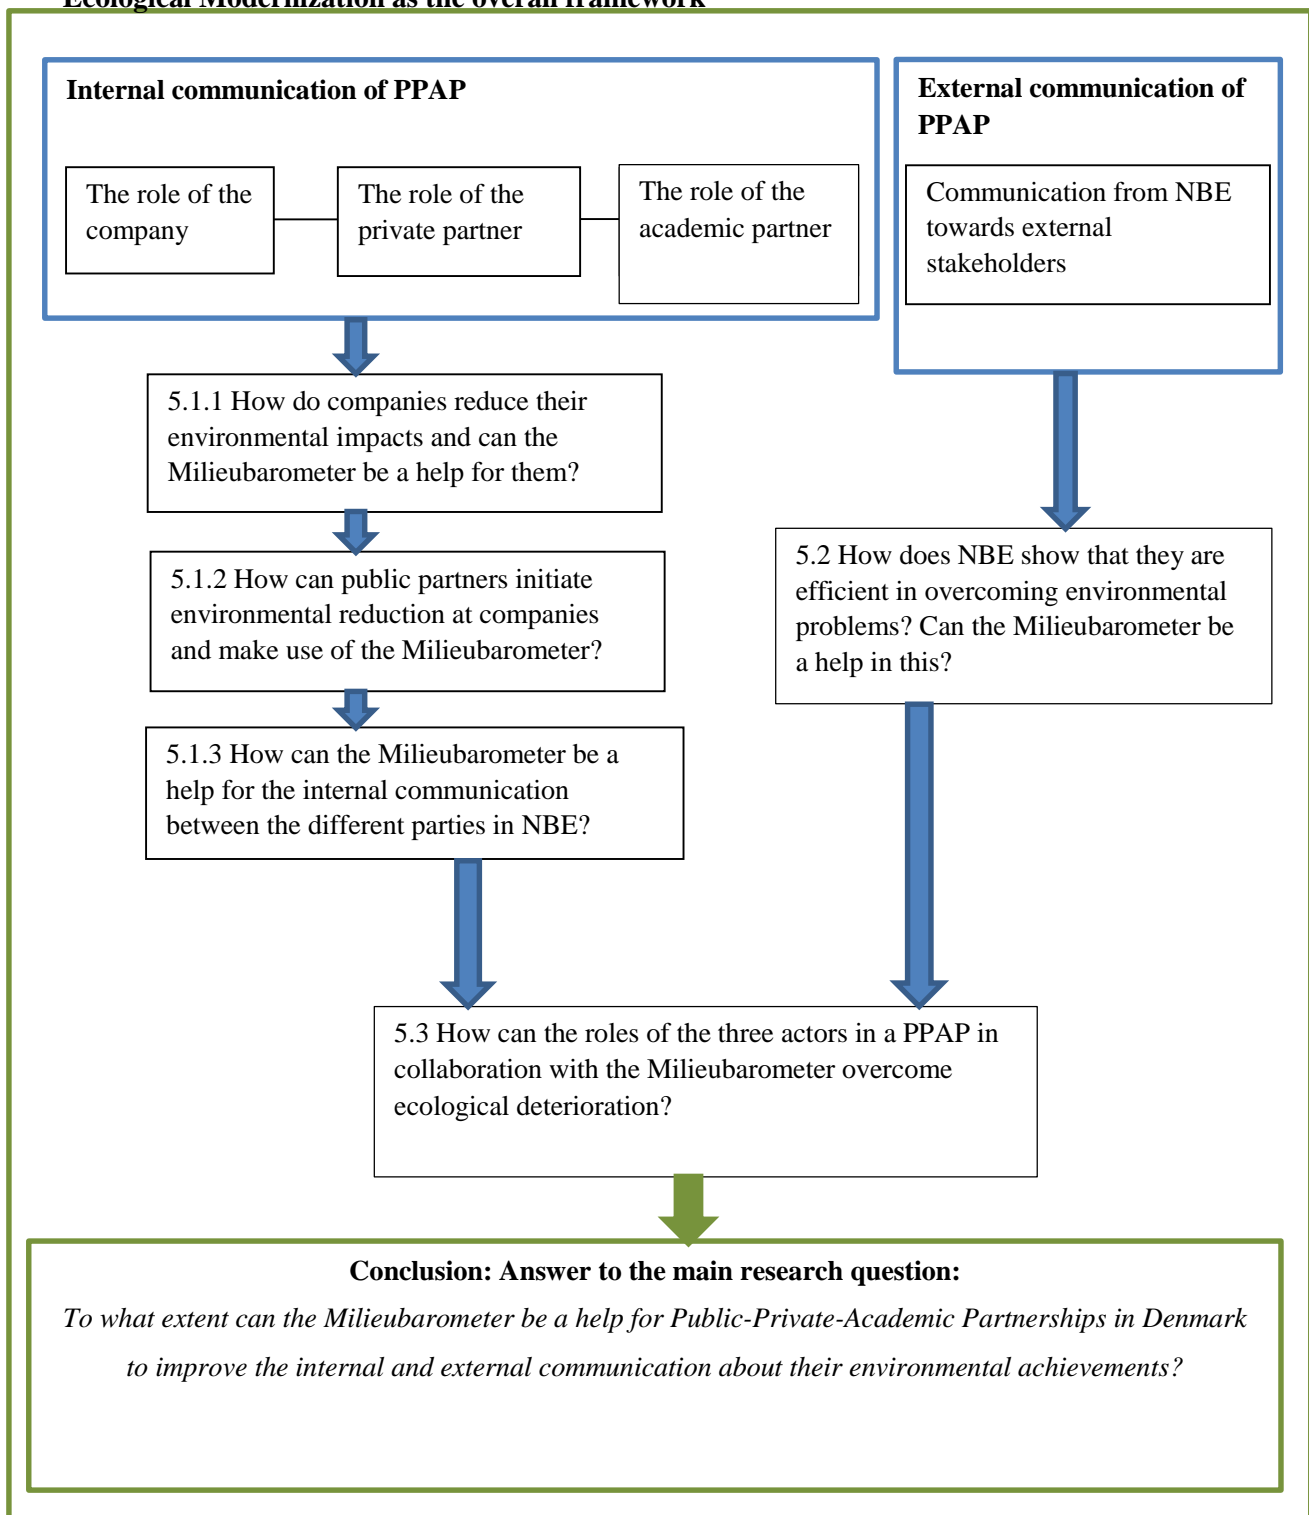 Ecological Modernization as the overall framework
Internal communication of PPAP
The role of the
company
The role of the
private partner
The role of the
academic partner
External communication of
PPAP
Communication from NBE
towards external
stakeholders
5.1.1 How do companies reduce their
environmental impacts and can the
Milieubarometer be a help for them?
5.1.2 How can public partners initiate
environmental reduction at companies
and make use of the Milieubarometer?
5.1.3 How can the Milieubarometer be a
help for the internal communication
between the different parties in NBE?
5.2 How does NBE show that they are
efficient in overcoming environmental
problems? Can the Milieubarometer be
a help in this?
5.3 How can the roles of the three actors in a PPAP in
collaboration with the Milieubarometer overcome
ecological deterioration?
Conclusion: Answer to the main research question:
To what extent can the Milieubarometer be a help for Public-Private-Academic Partnerships in Denmark
to improve the internal and external communication about their environmental achievements?